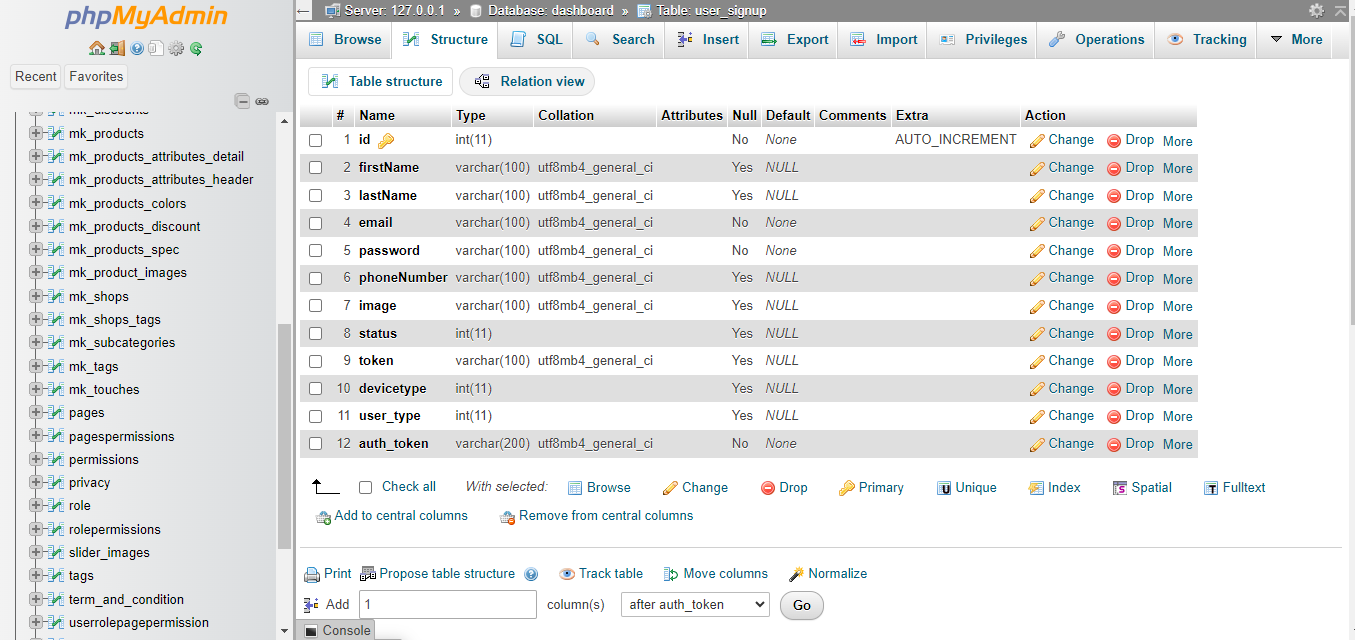 phpMyAdmin
Recent Favorites
mk_discounts
mk_products
mk_products_attributes_detail
mk_products_attributes_header
mk_products_colors
mk_products_discount
mk_products_spec
mk_product_images
mk_shops
mk_shops_tags
mk_subcategories
mk_tags
mk_touches
pages
pagespermissions
permissions
privacy
role
rolepermissions
slider_images
tags
term_and_condition
userrolepagepermission
Server: 127.0.0.1 » Database: dashboard » Table: user_signup
Browse Structure SQL Search Insert Export Import Privileges Operations Tracking More
Table structure Relation view
# Name Type Collation Attributes Null Default Comments Extra Action
1 id int(11) No None AUTO_INCREMENT Change Drop More
2 firstName varchar(100) utf8mb4_general_ci Yes NULL Change Drop More
3 lastName varchar(100) utf8mb4_general_ci Yes NULL Change Drop More
4 email varchar(100) utf8mb4_general_ci No None Change Drop More
5 password varchar(100) utf8mb4_general_ci No None Change Drop More
6 phoneNumber varchar(100) utf8mb4_general_ci Yes NULL Change Drop More
7 image varchar(100) utf8mb4_general_ci Yes NULL Change Drop More
8 status int(11) Yes NULL Change Drop More
9 token varchar(100) utf8mb4_general_ci Yes NULL Change Drop More
10 devicetype int(11) Yes NULL Change Drop More
11 user_type int(11) Yes NULL Change Drop More
12 auth_token varchar(200) utf8mb4_general_ci No None Change Drop More
Check all With selected: Browse Change Drop Primary Unique Index Spatial Fulltext
Add to central columns Remove from central columns
Print Propose table structure Track table Move columns Normalize
Add 1 column(s) after auth_token Go
Console